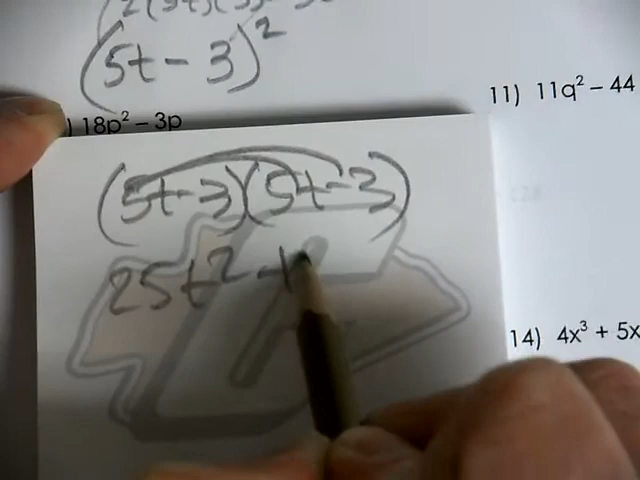 (5t - 3)²
11) 11q² – 44
) 18p² – 3p
(5t - 3)(5t - 3)
25t² -
14) 4x³ + 5x